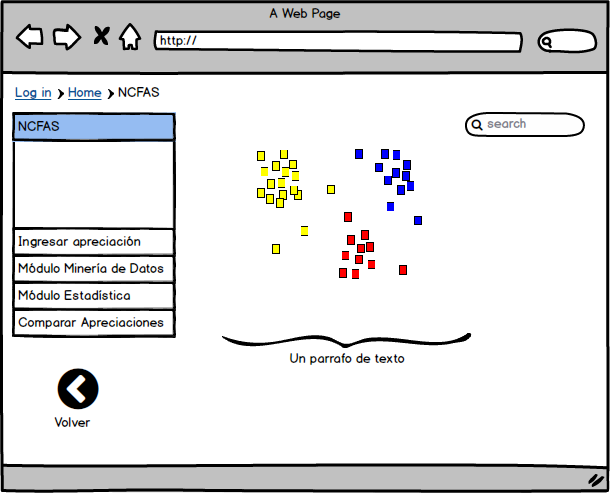 A Web Page
http://
Log in Home NCFAS
NCFAS
search
Ingresar apreciación
Módulo Minería de Datos
Módulo Estadística
Comparar Apreciaciones
Un parrafo de texto
Volver